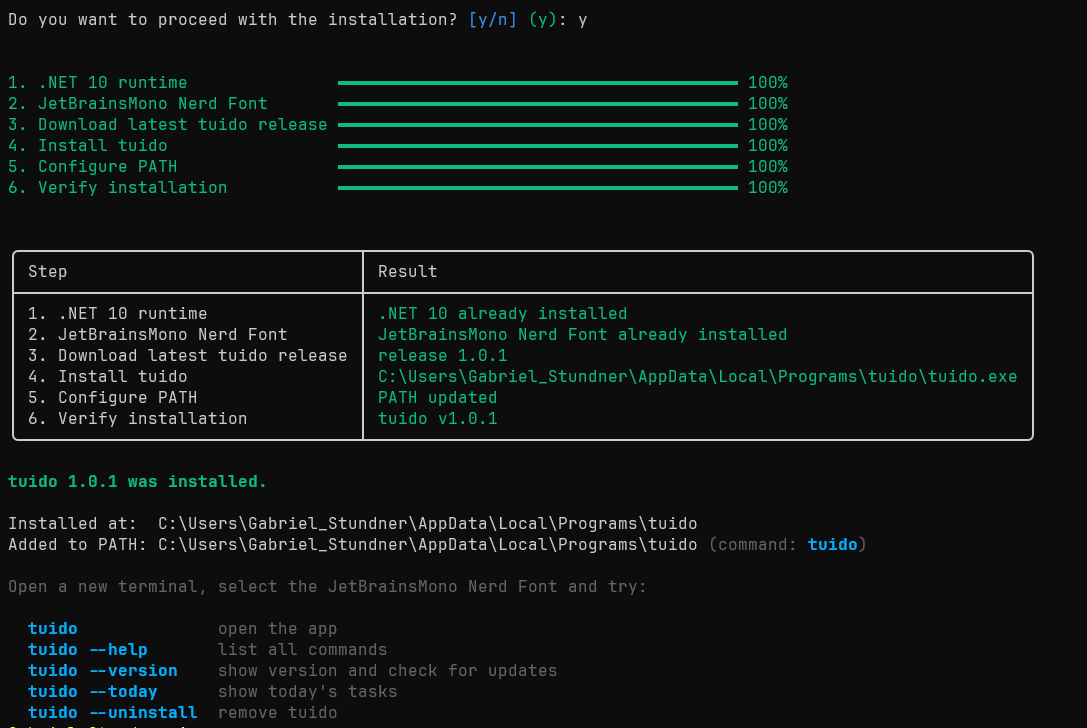 Do you want to proceed with the installation? [y/n] (y): y
1. .NET 10 runtime 100%
2. JetBrainsMono Nerd Font 100%
3. Download latest tuido release 100%
4. Install tuido 100%
5. Configure PATH 100%
6. Verify installation 100%
Step Result
1. .NET 10 runtime .NET 10 already installed
2. JetBrainsMono Nerd Font JetBrainsMono Nerd Font already installed
3. Download latest tuido release release 1.0.1
4. Install tuido C:\Users\Gabriel_Stundner\AppData\Local\Programs\tuido\tuido.exe
5. Configure PATH PATH updated
6. Verify installation tuido v1.0.1
tuido 1.0.1 was installed.
Installed at: C:\Users\Gabriel_Stundner\AppData\Local\Programs\tuido
Added to PATH: C:\Users\Gabriel_Stundner\AppData\Local\Programs\tuido (command: tuido)
Open a new terminal, select the JetBrainsMono Nerd Font and try:
tuido open the app
tuido --help list all commands
tuido --version show version and check for updates
tuido --today show today's tasks
tuido --uninstall remove tuido